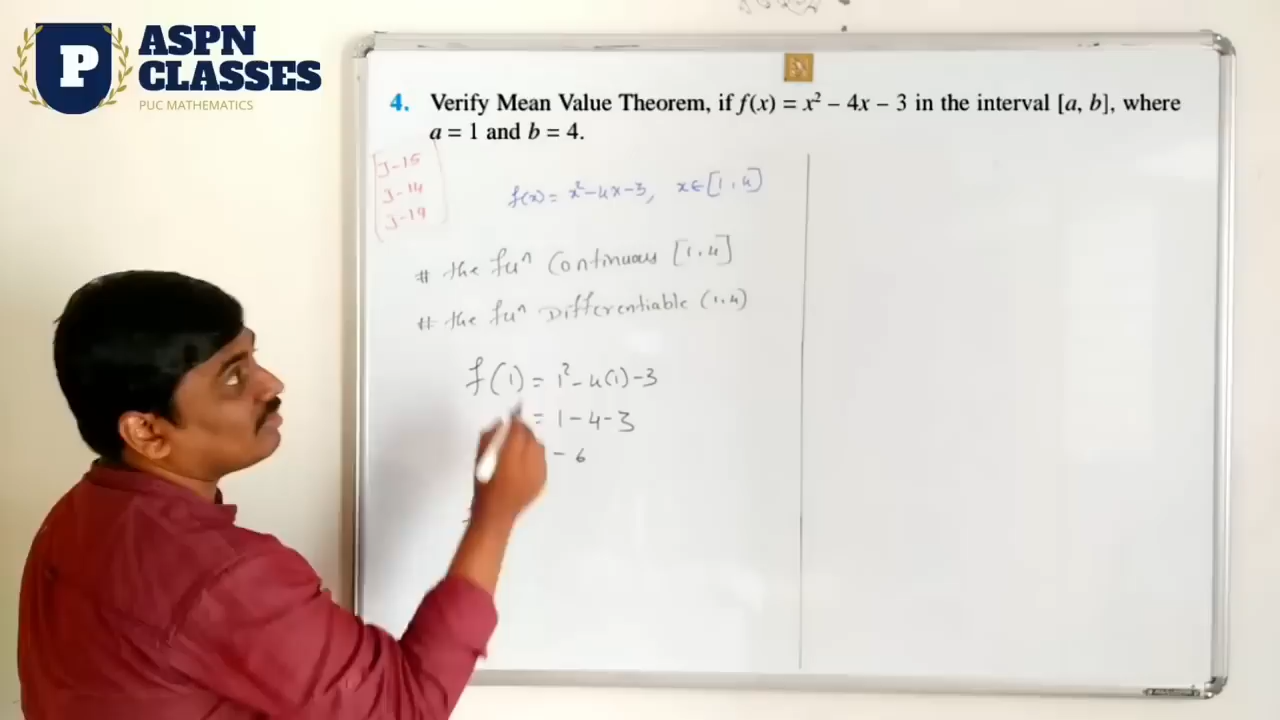 ASPN
CLASSES
PUC MATHEMATICS
P
4. Verify Mean Value Theorem, if f(x) = x² – 4x – 3 in the interval [a, b], where
a = 1 and b = 4.
J-15
J-14
J-19
f(x) = x² – 4x – 3, x ∈ [1, 4]
# the fuⁿ Continuous [1, 4]
# the fuⁿ Differentiable (1, 4)
f(1) = 1² – 4(1) – 3
= 1 – 4 – 3
– 6